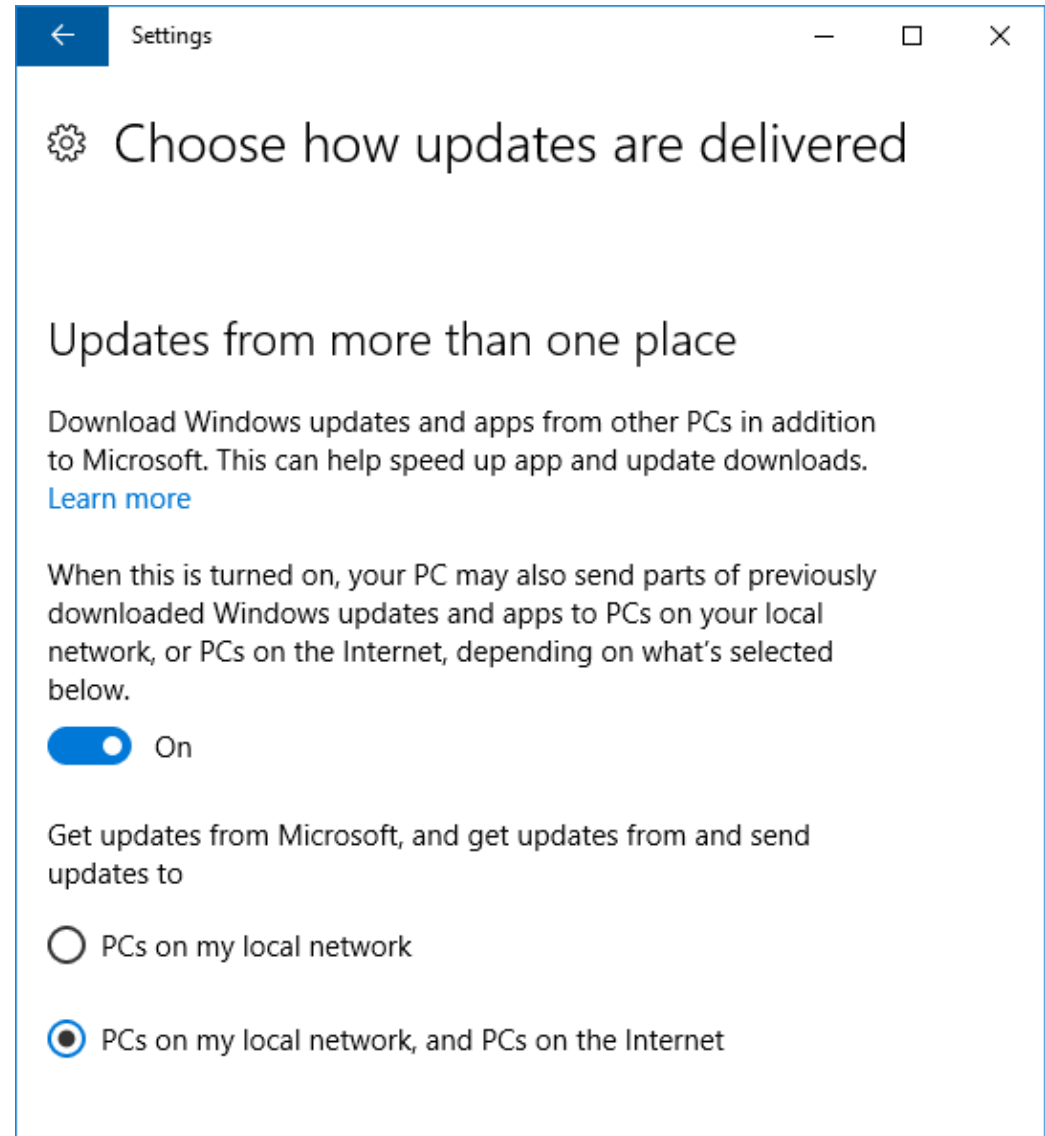 Settings
Choose how updates are delivered
Updates from more than one place
Download Windows updates and apps from other PCs in addition
to Microsoft. This can help speed up app and update downloads.
Learn more
When this is turned on, your PC may also send parts of previously
downloaded Windows updates and apps to PCs on your local
network, or PCs on the Internet, depending on what’s selected
below.
On
Get updates from Microsoft, and get updates from and send
updates to
PCs on my local network
PCs on my local network, and PCs on the Internet